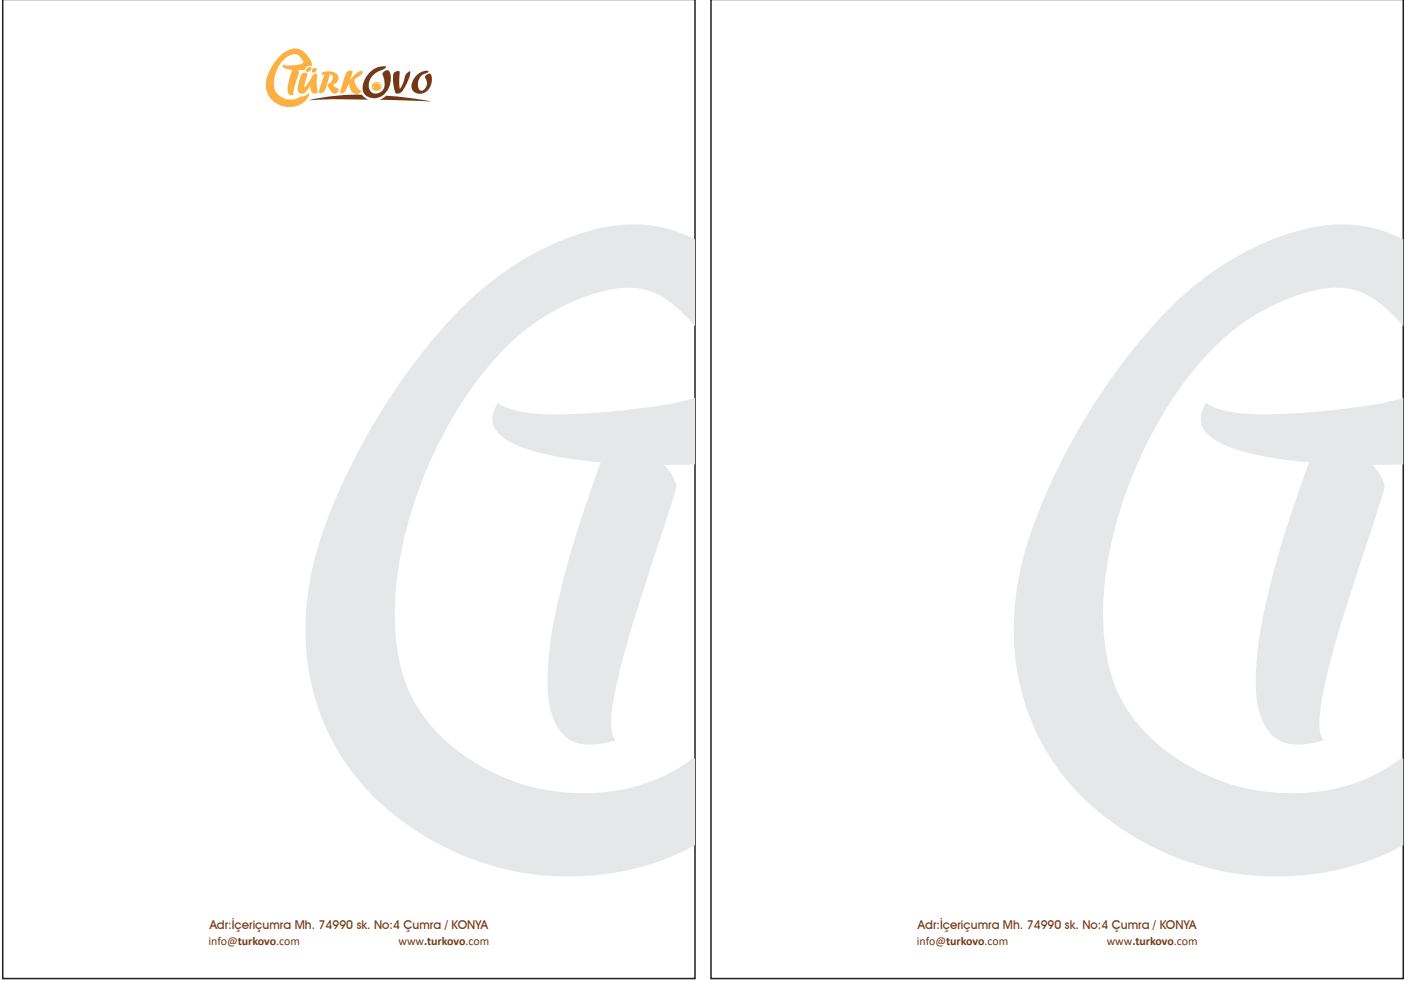 TÜRKOVO
Adr:İçeriçumra Mh. 74990 sk. No:4 Çumra / KONYA
info@turkovo.com www.turkovo.com
T
Adr:İçeriçumra Mh. 74990 sk. No:4 Çumra / KONYA
info@turkovo.com www.turkovo.com
T